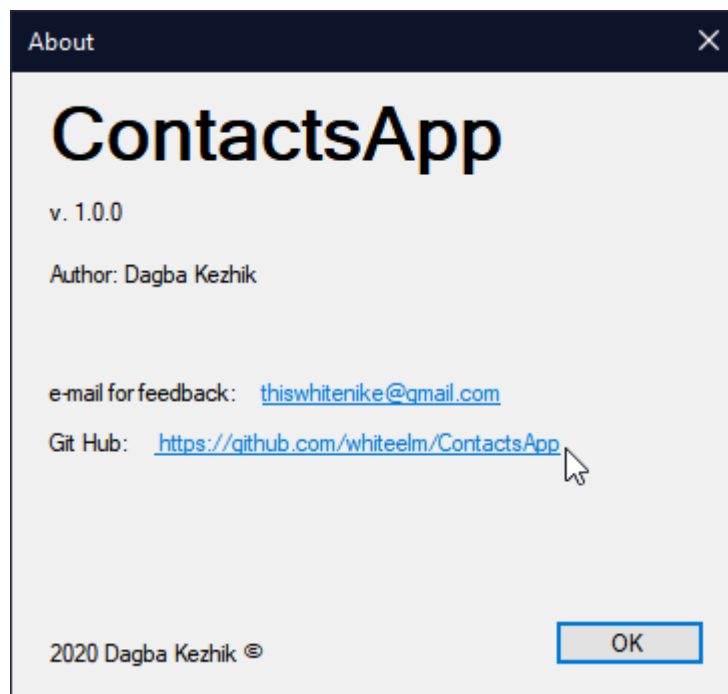 About
ContactsApp
v. 1.0.0
Author: Dagba Kezhik
e-mail for feedback: thiswhitenike@gmail.com
Git Hub: https://github.com/whiteelm/ContactsApp
2020 Dagba Kezhik ©
OK